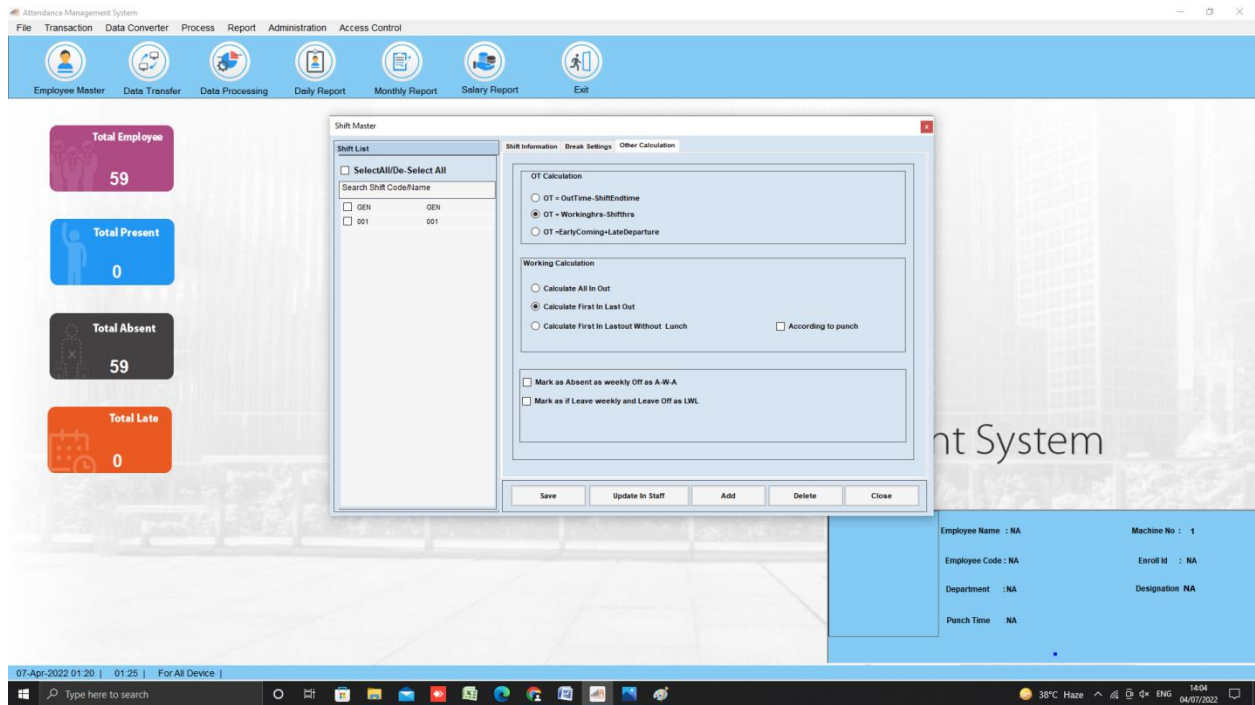 Attendance Management System
File Transaction Data Converter Process Report Administration Access Control
Employee Master Data Transfer Data Processing Daily Report Monthly Report Salary Report Exit
Total Employee
59
Total Present
0
Total Absent
59
Total Late
0
Shift Master
x
Shift List
SelectAll/De-Select All
Search Shift Code/Name
GEN GEN
001 001
Shift Information Break Settings Other Calculation
OT Calculation
OT = OutTime-ShiftEndtime
OT = Workinghrs-Shifthrs
OT =EarlyComing+LateDeparture
Working Calculation
Calculate All In Out
Calculate First In Last Out
Calculate First In Lastout Without Lunch According to punch
Mark as Absent as weekly Off as A-W-A
Mark as if Leave weekly and Leave Off as LWL
Save Update In Staff Add Delete Close
nt System
Employee Name : NA Machine No : 1
Employee Code : NA Enroll Id : NA
Department :NA Designation NA
Punch Time NA
07-Apr-2022 01:20 | 01:25 | For All Device |
Type here to search
38°C Haze ENG 14:04
04/07/2022